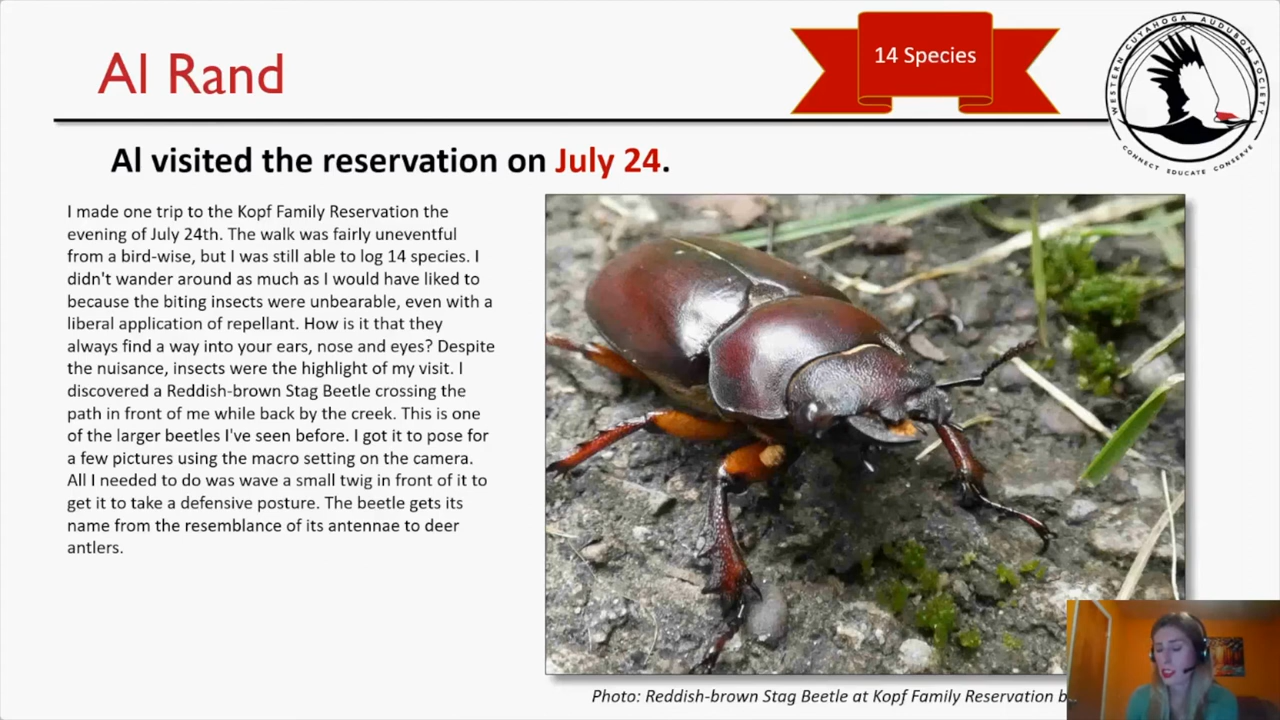 Al Rand
14 Species
WESTERN CUYAHOGA AUDUBON SOCIETY
CONNECT EDUCATE CONSERVE
Al visited the reservation on July 24.
I made one trip to the Kopf Family Reservation the
evening of July 24th. The walk was fairly uneventful
from a bird-wise, but I was still able to log 14 species. I
didn't wander around as much as I would have liked to
because the biting insects were unbearable, even with a
liberal application of repellant. How is it that they
always find a way into your ears, nose and eyes? Despite
the nuisance, insects were the highlight of my visit. I
discovered a Reddish-brown Stag Beetle crossing the
path in front of me while back by the creek. This is one
of the larger beetles I've seen before. I got it to pose for
a few pictures using the macro setting on the camera.
All I needed to do was wave a small twig in front of it to
get it to take a defensive posture. The beetle gets its
name from the resemblance of its antennae to deer
antlers.
Photo: Reddish-brown Stag Beetle at Kopf Family Reservation